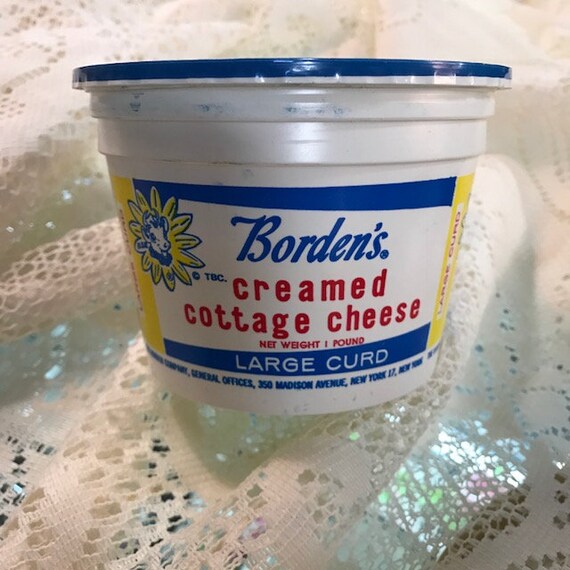 Borden's®
© TBC.
creamed
cottage cheese
NET WEIGHT 1 POUND
LARGE CURD
COMPANY, GENERAL OFFICES, 350 MADISON AVENUE, NEW YORK 17, NEW YORK
LARGE CURD